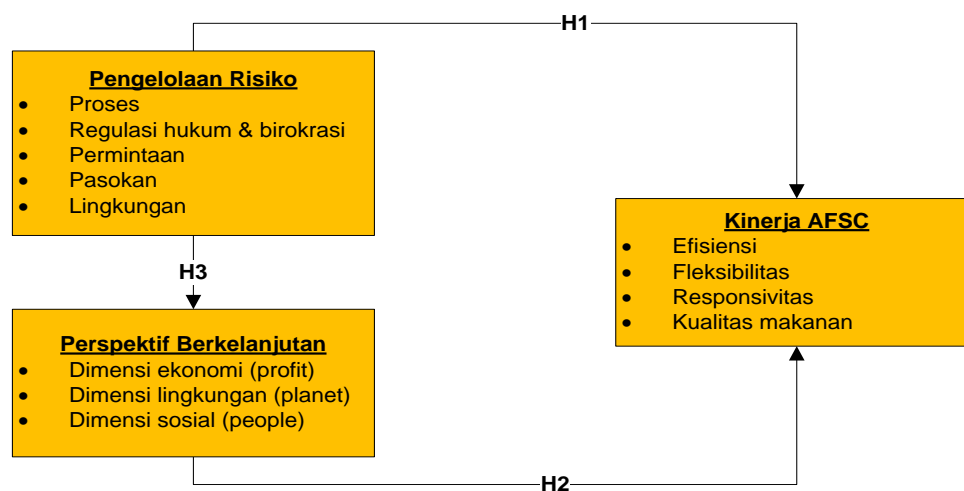 H1
Pengelolaan Risiko
• Proses
• Regulasi hukum & birokrasi
• Permintaan
• Pasokan
• Lingkungan
Kinerja AFSC
• Efisiensi
• Fleksibilitas
• Responsivitas
• Kualitas makanan
H3
Perspektif Berkelanjutan
• Dimensi ekonomi (profit)
• Dimensi lingkungan (planet)
• Dimensi sosial (people)
H2